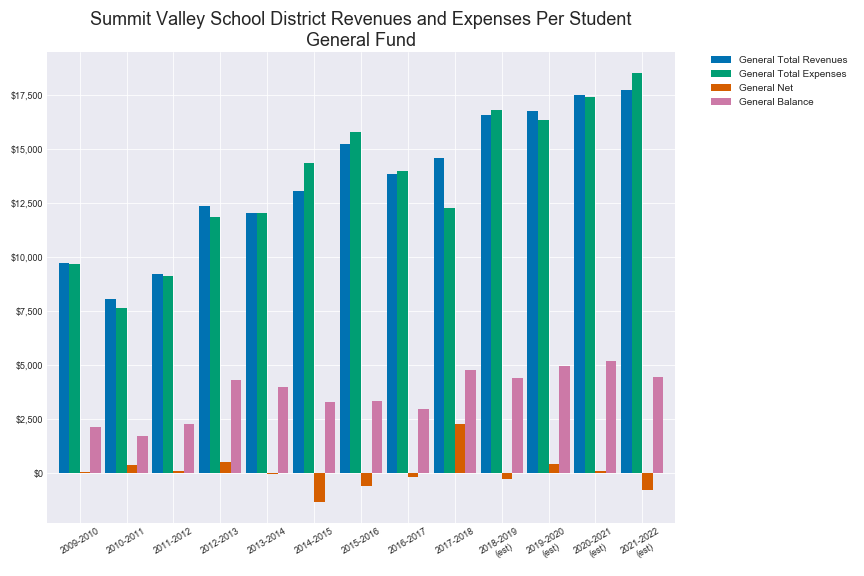 Summit Valley School District Revenues and Expenses Per Student
General Fund
General Total Revenues
General Total Expenses
General Net
General Balance
$17,500
$15,000
$12,500
$10,000
$7,500
$5,000
$2,500
$0
2009-2010
2010-2011
2011-2012
2012-2013
2013-2014
2014-2015
2015-2016
2016-2017
2017-2018
2018-2019
(est)
2019-2020
(est)
2020-2021
(est)
2021-2022
(est)